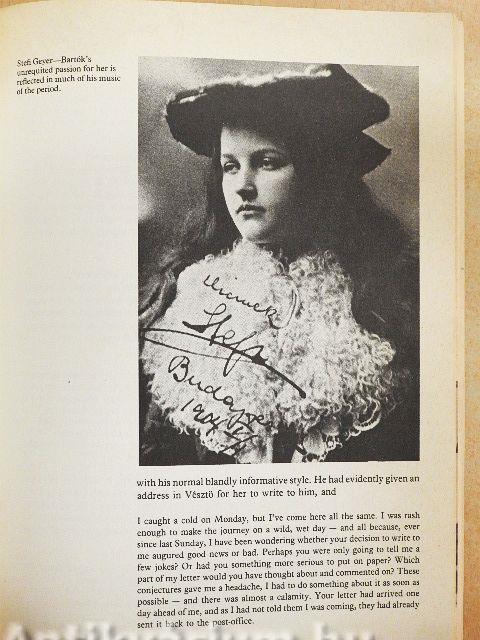 Stefi Geyer—Bartók's
unrequited passion for her is
reflected in much of his music
of the period.
Stefi
Budapest
with his normal blandly informative style. He had evidently given an
address in Vésztö for her to write to him, and
I caught a cold on Monday, but I've come here all the same. I was rash
enough to make the journey on a wild, wet day — and all because, ever
since last Sunday, I have been wondering whether your decision to write to
me augured good news or bad. Perhaps you were only going to tell me a
few jokes? Or had you something more serious to put on paper? Which
part of my letter would you have thought about and commented on? These
conjectures gave me a headache, I had to do something about it as soon as
possible — and there was almost a calamity. Your letter had arrived one
day ahead of me, and as I had not told them I was coming, they had already
sent it back to the post-office.